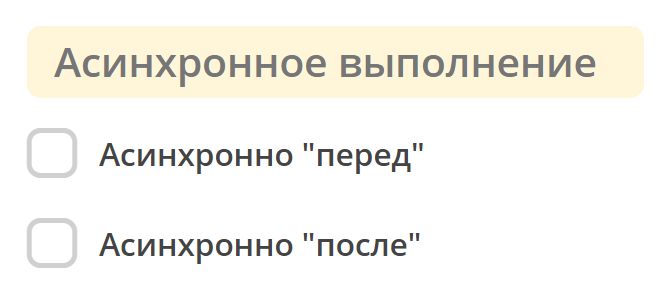 Асинхронное выполнение
Асинхронно "перед"
Асинхронно "после"